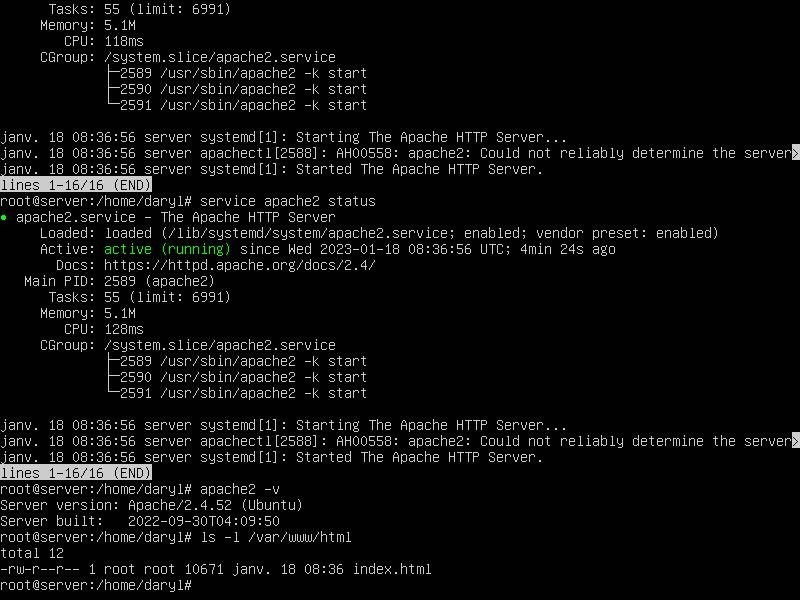 Tasks: 55 (limit: 6991)
Memory: 5.1M
CPU: 118ms
CGroup: /system.slice/apache2.service
├─2589 /usr/sbin/apache2 -k start
├─2590 /usr/sbin/apache2 -k start
└─2591 /usr/sbin/apache2 -k start
janv. 18 08:36:56 server systemd[1]: Starting The Apache HTTP Server...
janv. 18 08:36:56 server apachectl[2588]: AH00558: apache2: Could not reliably determine the server>
janv. 18 08:36:56 server systemd[1]: Started The Apache HTTP Server.
lines 1-16/16 (END)
root@server:/home/daryl# service apache2 status
● apache2.service - The Apache HTTP Server
Loaded: loaded (/lib/systemd/system/apache2.service; enabled; vendor preset: enabled)
Active: active (running) since Wed 2023-01-18 08:36:56 UTC; 4min 24s ago
Docs: https://httpd.apache.org/docs/2.4/
Main PID: 2589 (apache2)
Tasks: 55 (limit: 6991)
Memory: 5.1M
CPU: 128ms
CGroup: /system.slice/apache2.service
├─2589 /usr/sbin/apache2 -k start
├─2590 /usr/sbin/apache2 -k start
└─2591 /usr/sbin/apache2 -k start
janv. 18 08:36:56 server systemd[1]: Starting The Apache HTTP Server...
janv. 18 08:36:56 server apachectl[2588]: AH00558: apache2: Could not reliably determine the server>
janv. 18 08:36:56 server systemd[1]: Started The Apache HTTP Server.
lines 1-16/16 (END)
root@server:/home/daryl# apache2 -v
Server version: Apache/2.4.52 (Ubuntu)
Server built:   2022-09-30T04:09:50
root@server:/home/daryl# ls -l /var/www/html
total 12
-rw-r--r-- 1 root root 10671 janv. 18 08:36 index.html
root@server:/home/daryl#